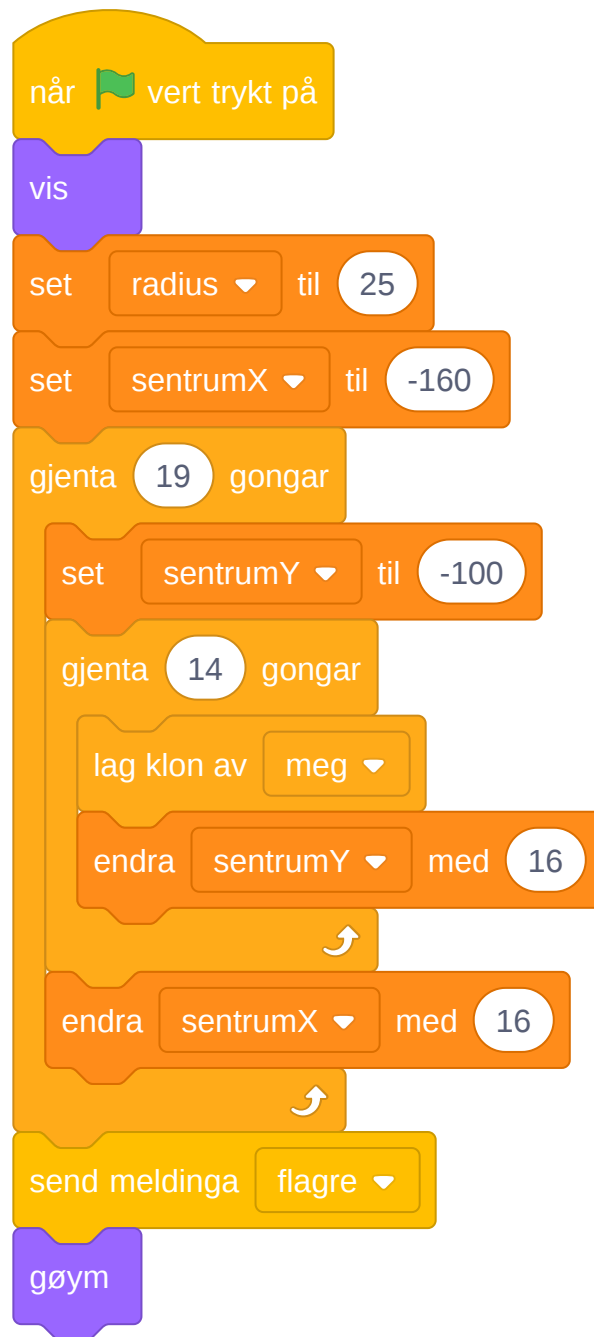 når vert trykt på
vis
set radius til 25
set sentrumX til -160
gjenta 19 gongar
set sentrumY til -100
gjenta 14 gongar
lag klon av meg
endra sentrumY med 16
endra sentrumX med 16
send meldinga flagre
gøym